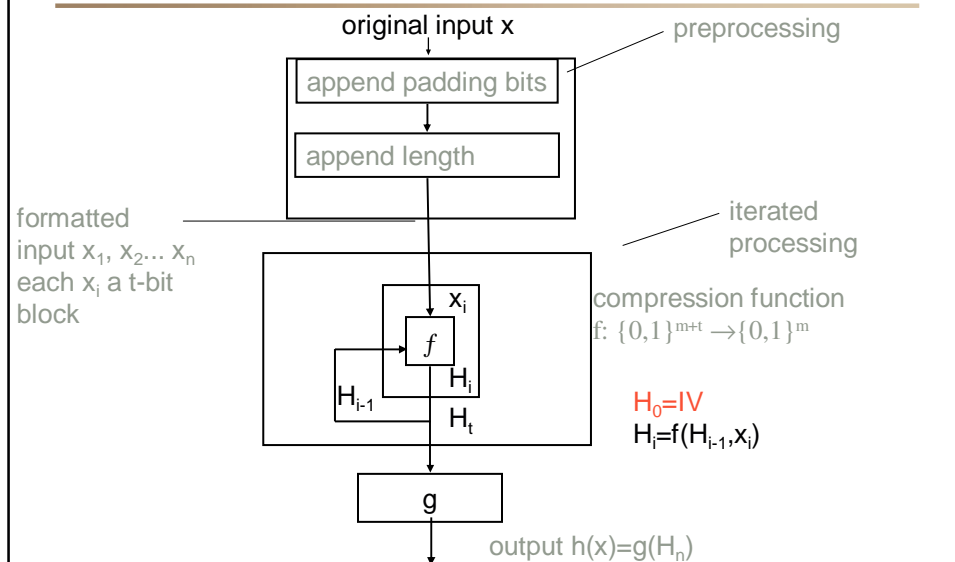 original input x
preprocessing
append padding bits
append length
formatted
input x₁, x₂... xₙ
each xᵢ a t-bit
block
iterated
processing
xᵢ
compression function
f: {0,1}ᵐ⁺ᵗ →{0,1}ᵐ
f
Hᵢ
Hᵢ₋₁
Hₜ
H₀=IV
Hᵢ=f(Hᵢ₋₁,xᵢ)
g
output h(x)=g(Hₙ)